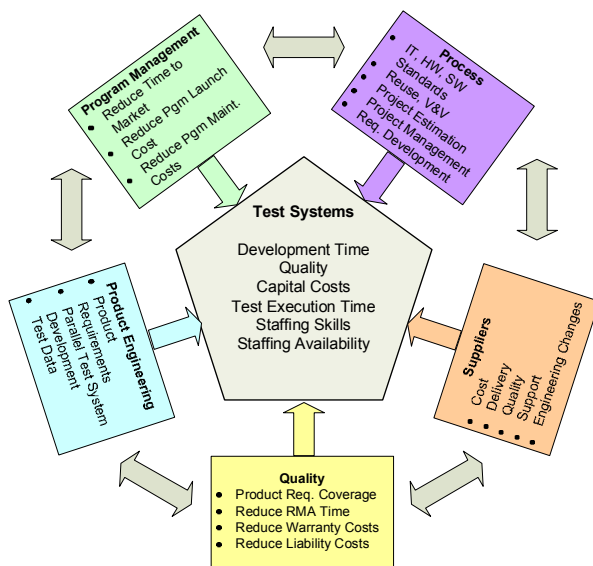 Program Management
Reduce Time to
Market
Reduce Pgm Launch
Cost
Reduce Pgm Maint.
Costs
Process
IT, HW, SW
Standards
Reuse, V&V
Project Estimation
Project Management
Req. Development
Test Systems
Development Time
Quality
Capital Costs
Test Execution Time
Staffing Skills
Staffing Availability
Product Engineering
Product
Requirements
Parallel Test System
Development
Test Data
Suppliers
Cost
Delivery
Quality
Support
Engineering Changes
Quality
Product Req. Coverage
Reduce RMA Time
Reduce Warranty Costs
Reduce Liability Costs